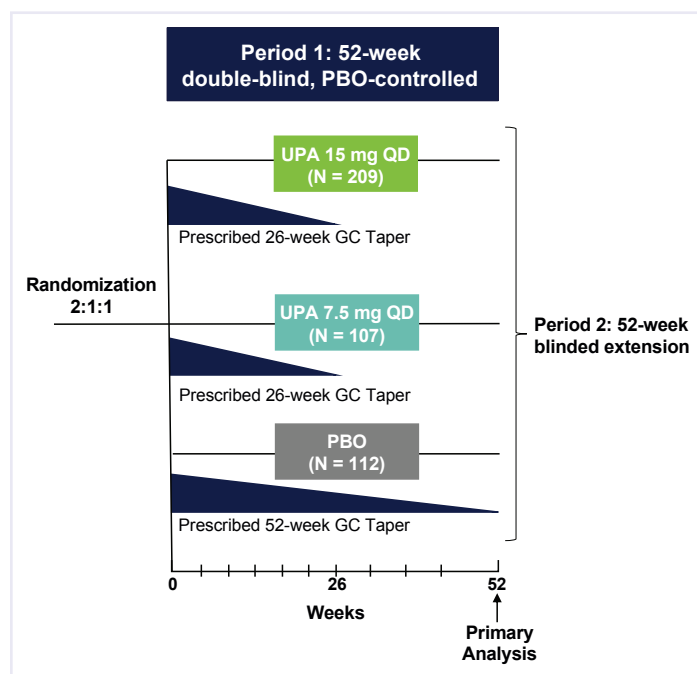 Period 1: 52-week
double-blind, PBO-controlled
UPA 15 mg QD
(N = 209)
Prescribed 26-week GC Taper
Randomization
2:1:1
UPA 7.5 mg QD
(N = 107)
Period 2: 52-week
blinded extension
Prescribed 26-week GC Taper
PBO
(N = 112)
Prescribed 52-week GC Taper
0
26
52
Weeks
Primary
Analysis